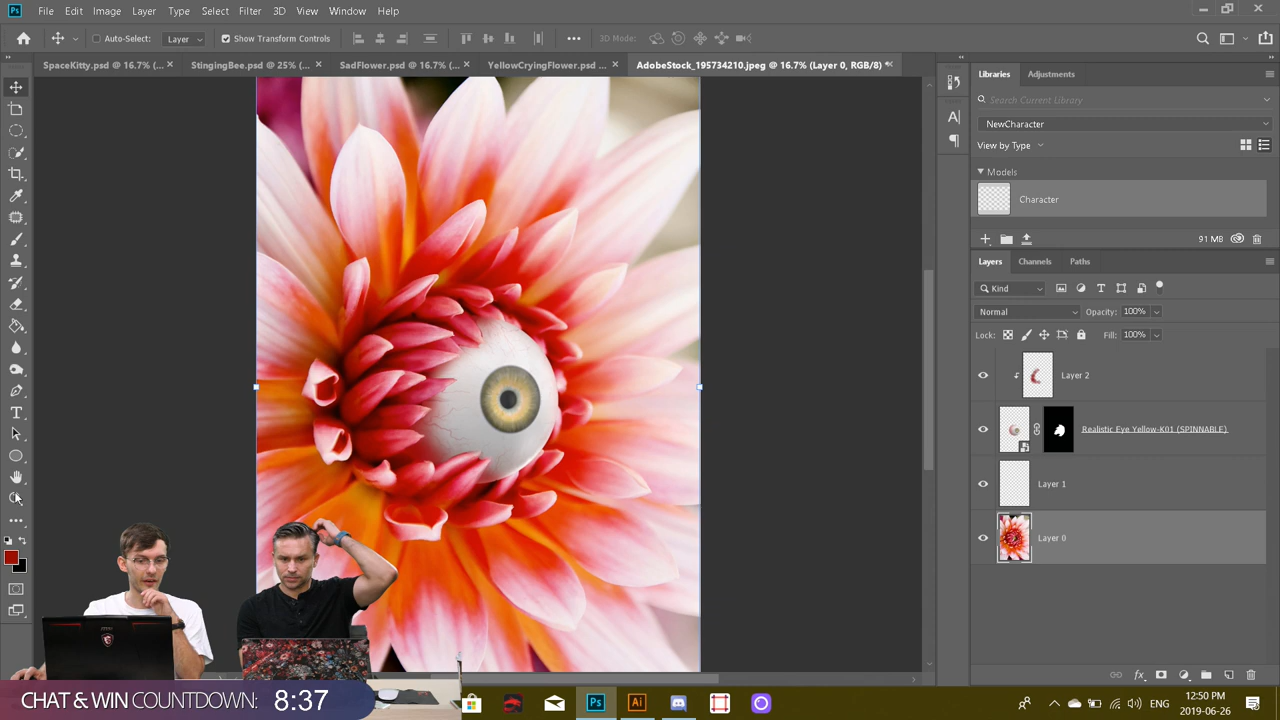 Ps File Edit Image Layer Type Select Filter 3D View Window Help
Auto-Select: Layer Show Transform Controls 3D Mode:
SpaceKitty.psd @ 16.7% (... StingingBee.psd @ 25% (... SadFlower.psd @ 16.7% (... YellowCryingFlower.psd ... AdobeStock_195734210.jpeg @ 16.7% (Layer 0, RGB/8) *
Libraries Adjustments
Search Current Library
NewCharacter
View by Type
Models
Character
91 MB
Layers Channels Paths
Kind
Normal Opacity: 100%
Lock: Fill: 100%
Layer 2
Realistic Eye Yellow-K01 (SPINNABLE)
Layer 1
Layer 0
CHAT & WIN COUNTDOWN: 8:37
Ps Ai
ENG
12:50 PM
2019-06-26